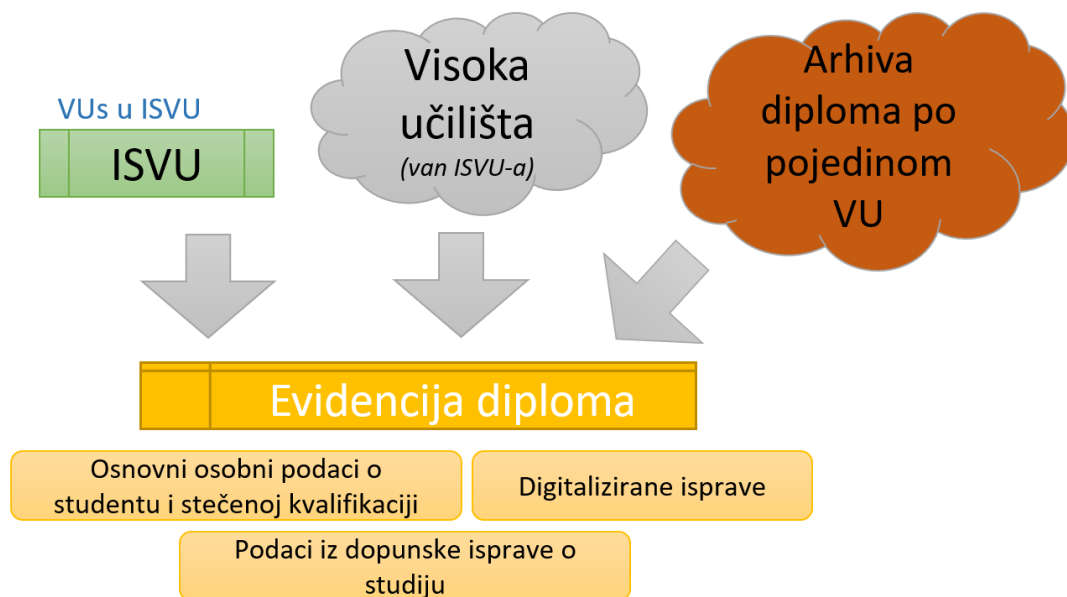 VUs u ISVU
ISVU
Visoka
učilišta
(van ISVU-a)
Arhiva
diploma po
pojedinom
VU
Evidencija diploma
Osnovni osobni podaci o
studentu i stečenoj kvalifikaciji
Digitalizirane isprave
Podaci iz dopunske isprave o
studiju